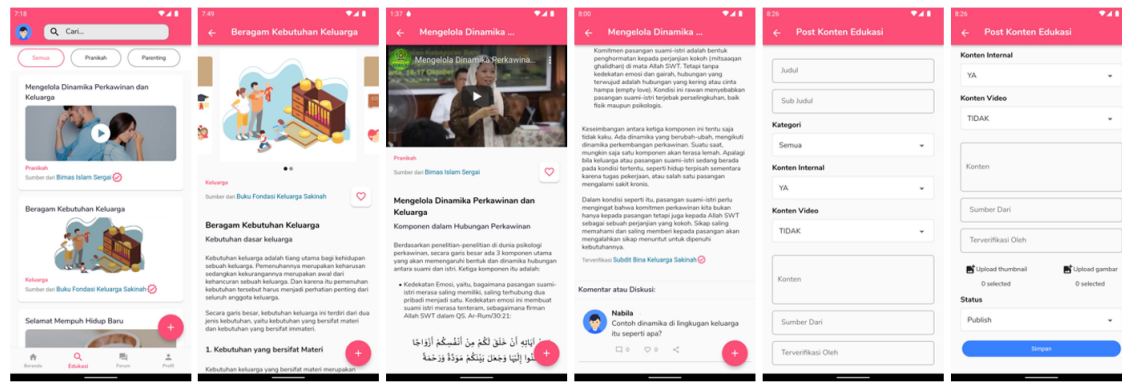 7:18
Cari...
Semua
Pranikah
Parenting
Mengelola Dinamika Perkawinan dan
Keluarga
Pranikah
Sumber dari Bimas Islam Sergai
Beragam Kebutuhan Keluarga
Keluarga
Sumber dari Buku Fondasi Keluarga Sakinah
Selamat Mempuh Hidup Baru
+
Beranda
Edukasi
Forum
Profil
7:49
Beragam Kebutuhan Keluarga
Keluarga
Sumber dari Buku Fondasi Keluarga Sakinah
Beragam Kebutuhan Keluarga
Kebutuhan dasar keluarga
Kebutuhan keluarga adalah tiang utama bagi kehidupan
sebuah keluarga. Pemenuhannya merupakan keharusan
sedangkan kekurangannya merupakan awal dari
kehancuran sebuah keluarga. Dan karena itu pemenuhan
kebutuhan tersebut harus menjadi perhatian penting dari
seluruh anggota keluarga.
Secara garis besar, kebutuhan keluarga ini terdiri dari dua
jenis kebutuhan, yaitu kebutuhan yang bersifat materi
dan kebutuhan yang bersifat immateri.
1. Kebutuhan yang bersifat Materi
Kebutuhan keluarga yang bersifat materi merupakan
+
1:37
Mengelola Dinamika ...
Mengelola Dinamika Perkawina...
Pranikah
Sumber dari Bimas Islam Sergai
Mengelola Dinamika Perkawinan dan
Keluarga
Komponen dalam Hubungan Perkawinan
Berdasarkan penelitian-penelitian di dunia psikologi
perkawinan, secara garis besar ada 3 komponen utama
yang akan memengaruhi bentuk dan dinamika hubungan
antara suami dan istri. Ketiga komponen itu adalah:
• Kedekatan Emosi, yaitu, bagaimana pasangan suami-
istri merasa saling memiliki, saling terhubung dua
pribadi menjadi satu. Kedekatan emosi ini membuat
suami istri merasa tenteram, sebagaimana firman
Allah SWT dalam QS. Ar-Rum/30:21:
آيَاتِهِ أَنْ خَلَقَ لَكُمْ مِنْ أَنْفُسِكُمْ أَزْوَاجًا
إِلَيْهَا وَجَعَلَ بَيْنَكُمْ مَوَدَّةً وَرَحْمَةً
+
8:00
Mengelola Dinamika ...
Komitmen pasangan suami-istri adalah bentuk
penghormatan kepada perjanjian kokoh (mitsaaqan
ghalidhan) di mata Allah SWT. Tetapi tanpa
kedekatan emosi dan gairah, hubungan yang
terwujud adalah hubungan yang kering atau cinta
hampa (empty love). Kondisi ini rawan menyebabkan
pasangan suami-istri terjebak perselingkuhan, baik
fisik maupun psikologis.
Keseimbangan antara ketiga komponen ini tentu saja
tidak kaku. Ada dinamika yang berubah-ubah, mengikuti
dinamika perkembangan perkawinan. Suatu saat,
mungkin saja satu komponen akan terasa lemah. Apalagi
bila keluarga atau pasangan suami-istri sedang berada
pada kondisi tertentu, seperti hidup terpisah sementara
karena tugas pekerjaan, atau salah satu pasangan
mengalami sakit kronis.
Dalam kondisi seperti itu, pasangan suami-istri perlu
mengingat bahwa komitmen perkawinan kita bukan
hanya kepada pasangan tetapi juga kepada Allah SWT
sebagai sebuah perjanjian yang kokoh. Sikap saling
memahami dan saling memberi kepada pasangan akan
mengalahkan sikap menuntut untuk dipenuhi
kebutuhannya.
Terverifikasi Subdit Bina Keluarga Sakinah
Komentar atau Diskusi:
Nabila
Contoh dinamika di lingkungan keluarga
itu seperti apa?
0
0
+
8:26
Post Konten Edukasi
Judul
Sub Judul
Kategori
Semua
Konten Internal
YA
Konten Video
TIDAK
Konten
Sumber Dari
Terverifikasi Oleh
8:26
Post Konten Edukasi
Konten Internal
YA
Konten Video
TIDAK
Konten
Sumber Dari
Terverifikasi Oleh
Upload thumbnail
Upload gambar
0 selected
0 selected
Status
Publish
Simpan